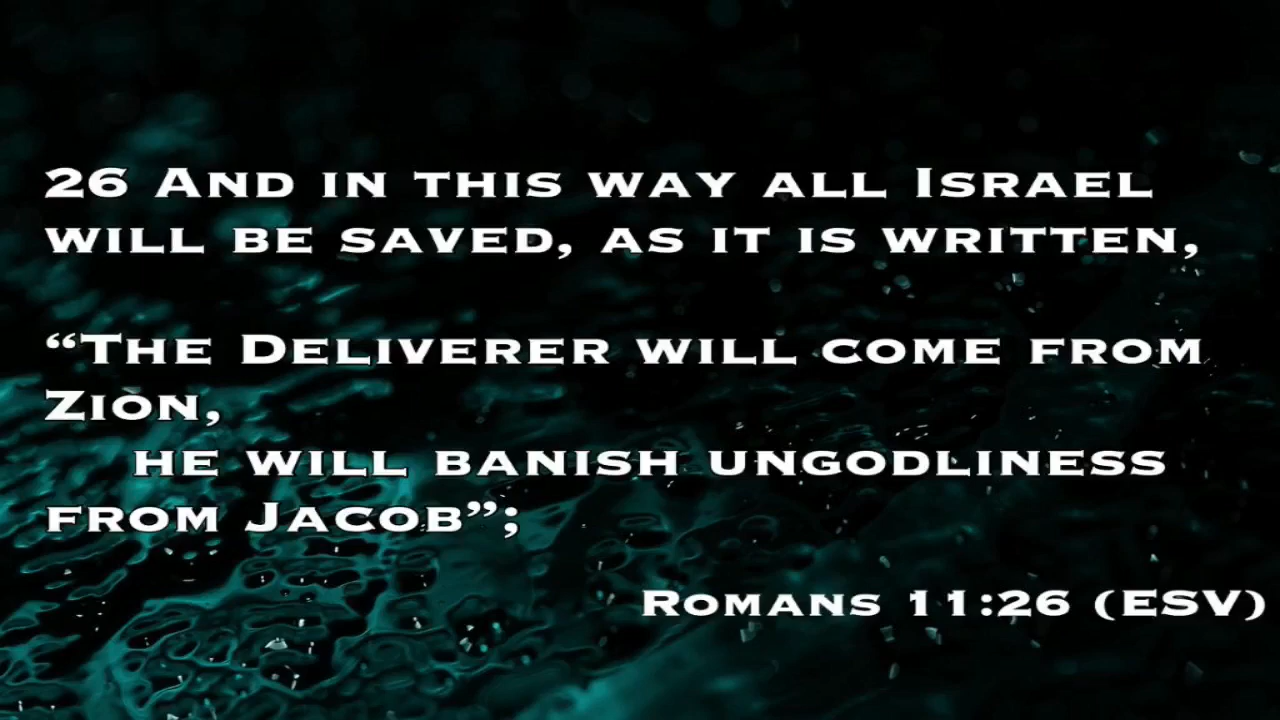 26 And in this way all Israel
will be saved, as it is written,
“The Deliverer will come from
Zion,
he will banish ungodliness
from Jacob”;
Romans 11:26 (ESV)